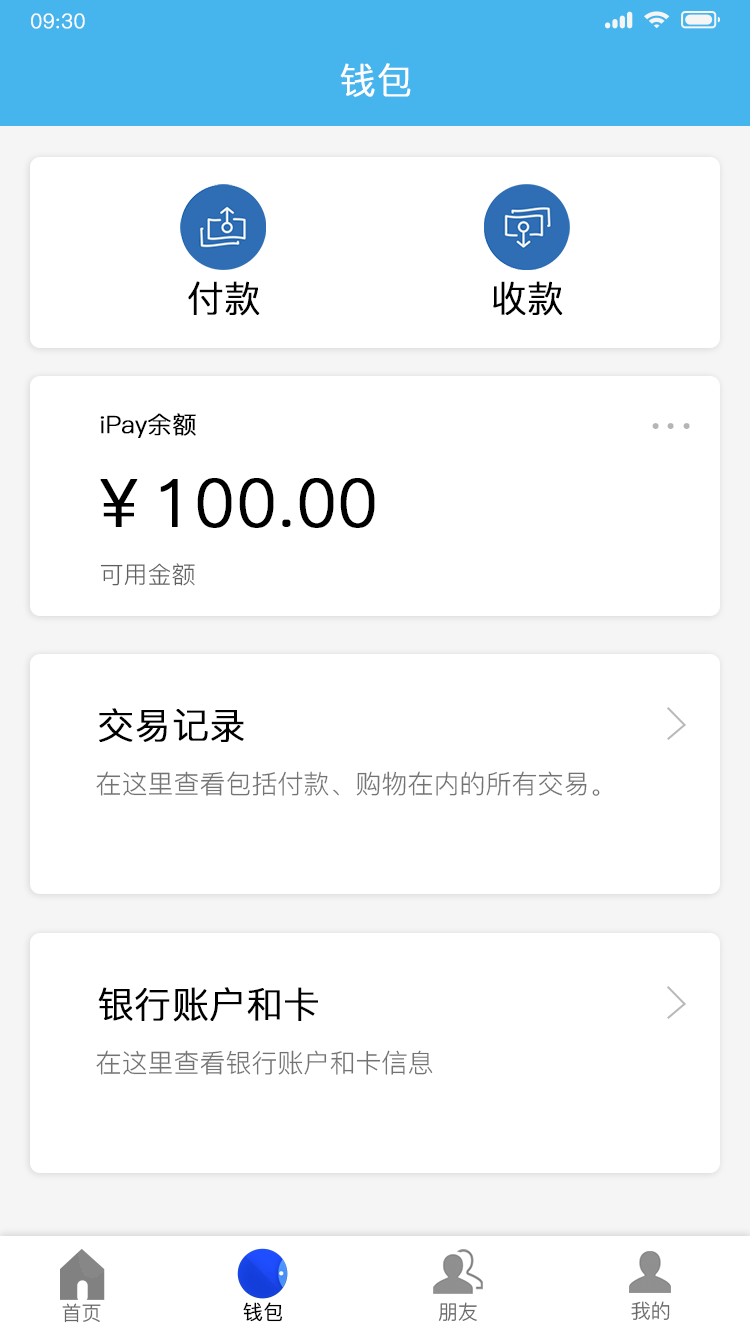 09:30
钱包
付款
收款
iPay余额
¥ 100.00
可用金额
交易记录
在这里查看包括付款、购物在内的所有交易。
银行账户和卡
在这里查看银行账户和卡信息
首页
钱包
朋友
我的